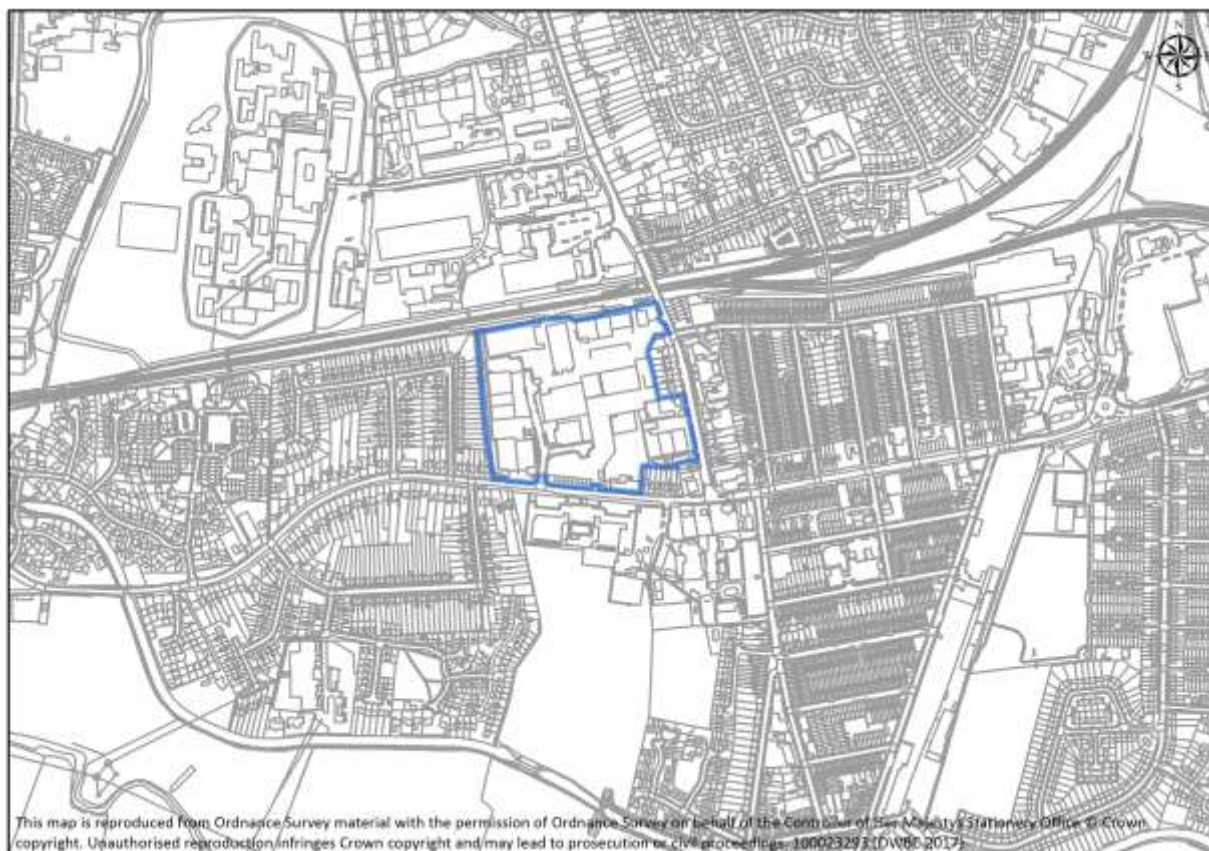 N
S
This map is reproduced from Ordnance Survey material with the permission of Ordnance Survey on behalf of the Controller of Her Majesty's Stationery Office © Crown
copyright. Unauthorised reproduction infringes Crown copyright and may lead to prosecution or civil proceedings. 100023293 (DWBC 2017)